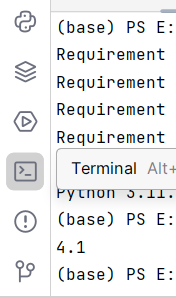 (base) PS E:
Requirement
Requirement
Requirement
Requirement
Terminal Alt+
Python 3.11.
(base) PS E:
4.1
(base) PS E: